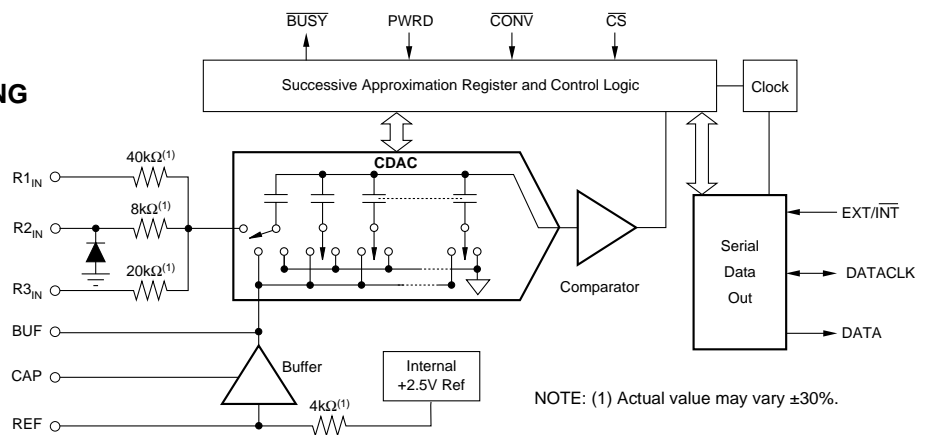 BUSY PWRD CONV CS
Successive Approximation Register and Control Logic
Clock
NG
CDAC
40kΩ(1)
R1IN
R2IN
8kΩ(1)
R3IN
20kΩ(1)
BUF
CAP
REF
Buffer
4kΩ(1)
Internal
+2.5V Ref
Comparator
Serial
Data
Out
EXT/INT
DATACLK
DATA
NOTE: (1) Actual value may vary ±30%.